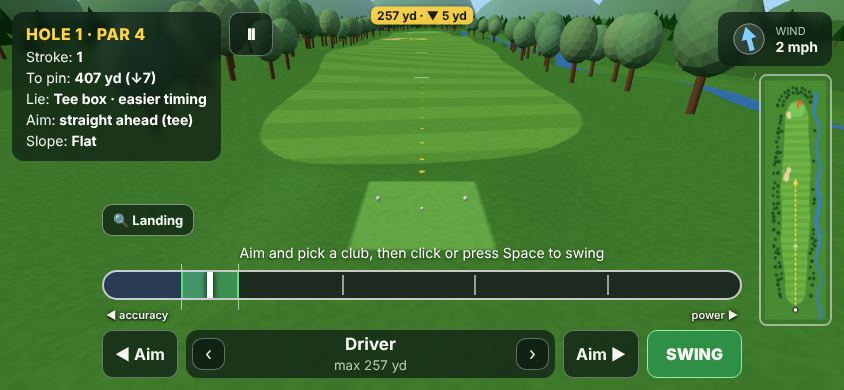 257 yd · ▼ 5 yd
HOLE 1 · PAR 4
Stroke: 1
To pin: 407 yd (↓7)
Lie: Tee box · easier timing
Aim: straight ahead (tee)
Slope: Flat
WIND
2 mph
🔍 Landing
Aim and pick a club, then click or press Space to swing
◀ accuracy
power ▶
◀ Aim
‹
Driver
max 257 yd
›
Aim ▶
SWING